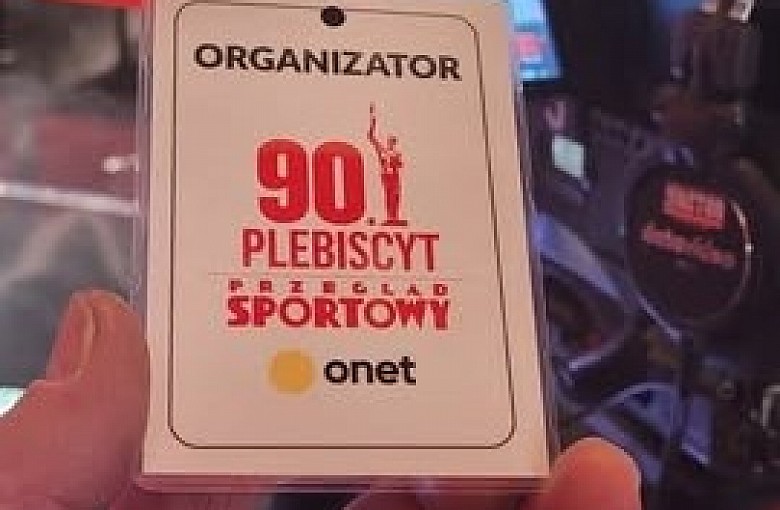 ORGANIZATOR
90.
PLEBISCYT
PRZEGLĄD
SPORTOWY
onet